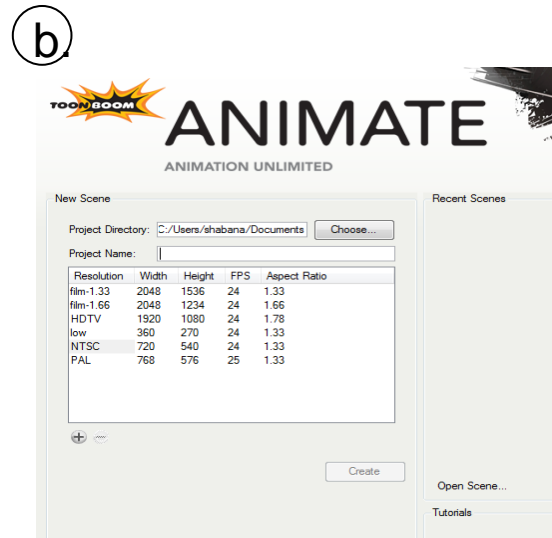 b.
TOON BOOM
ANIMATE
ANIMATION UNLIMITED
New Scene
Recent Scenes
Project Directory: C:/Users/shabana/Documents Choose...
Project Name:
Resolution Width Height FPS Aspect Ratio
film-1.33 2048 1536 24 1.33
film-1.66 2048 1234 24 1.66
HDTV 1920 1080 24 1.78
low 360 270 24 1.33
NTSC 720 540 24 1.33
PAL 768 576 25 1.33
Create
Open Scene...
Tutorials